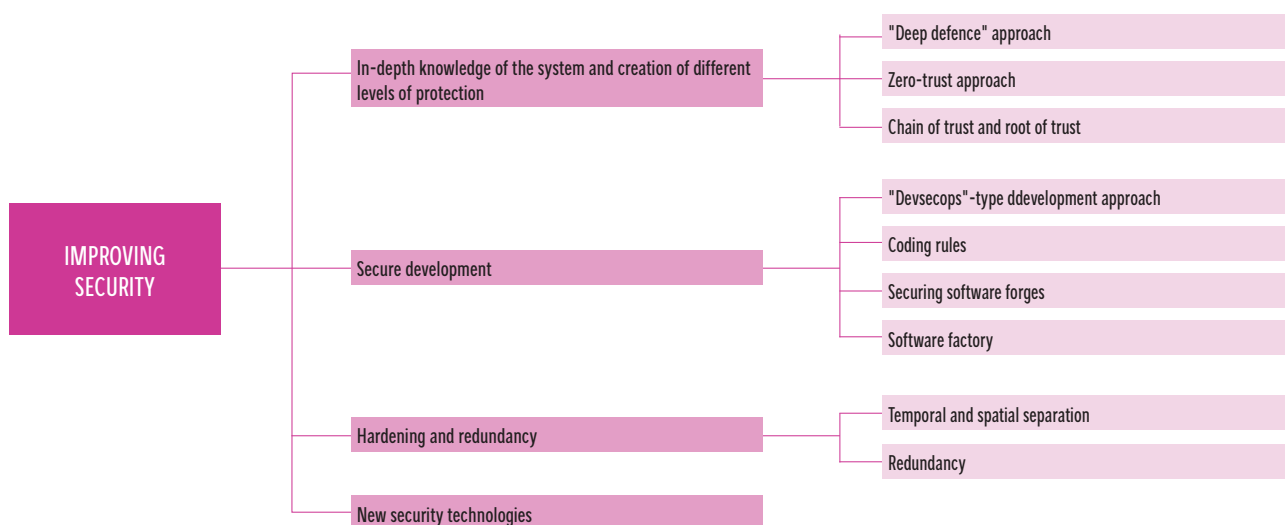 IMPROVING
SECURITY
In-depth knowledge of the system and creation of different
levels of protection
"Deep defence" approach
Zero-trust approach
Chain of trust and root of trust
Secure development
"Devsecops"-type ddevelopment approach
Coding rules
Securing software forges
Software factory
Hardening and redundancy
Temporal and spatial separation
Redundancy
New security technologies